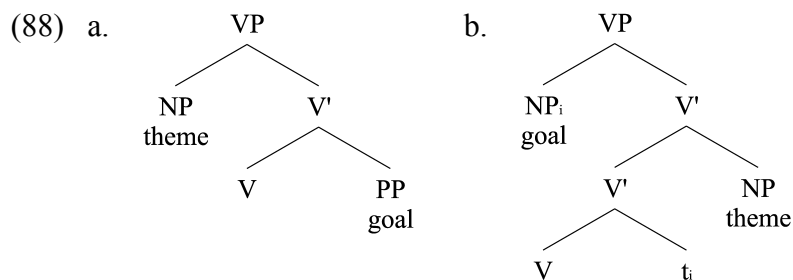 (88) a. VP b. VP
NP V' NPi V'
theme goal
V PP V' NP
goal theme
V ti